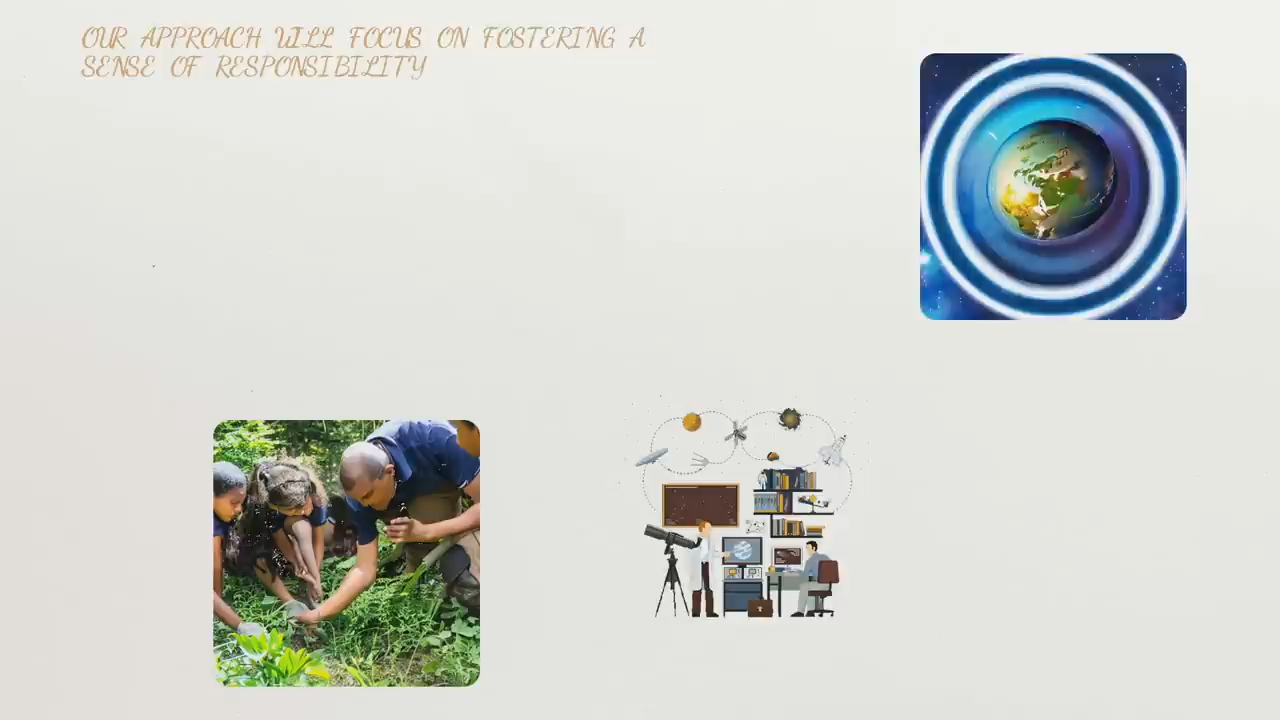 OUR APPROACH WILL FOCUS ON FOSTERING A
SENSE OF RESPONSIBILITY